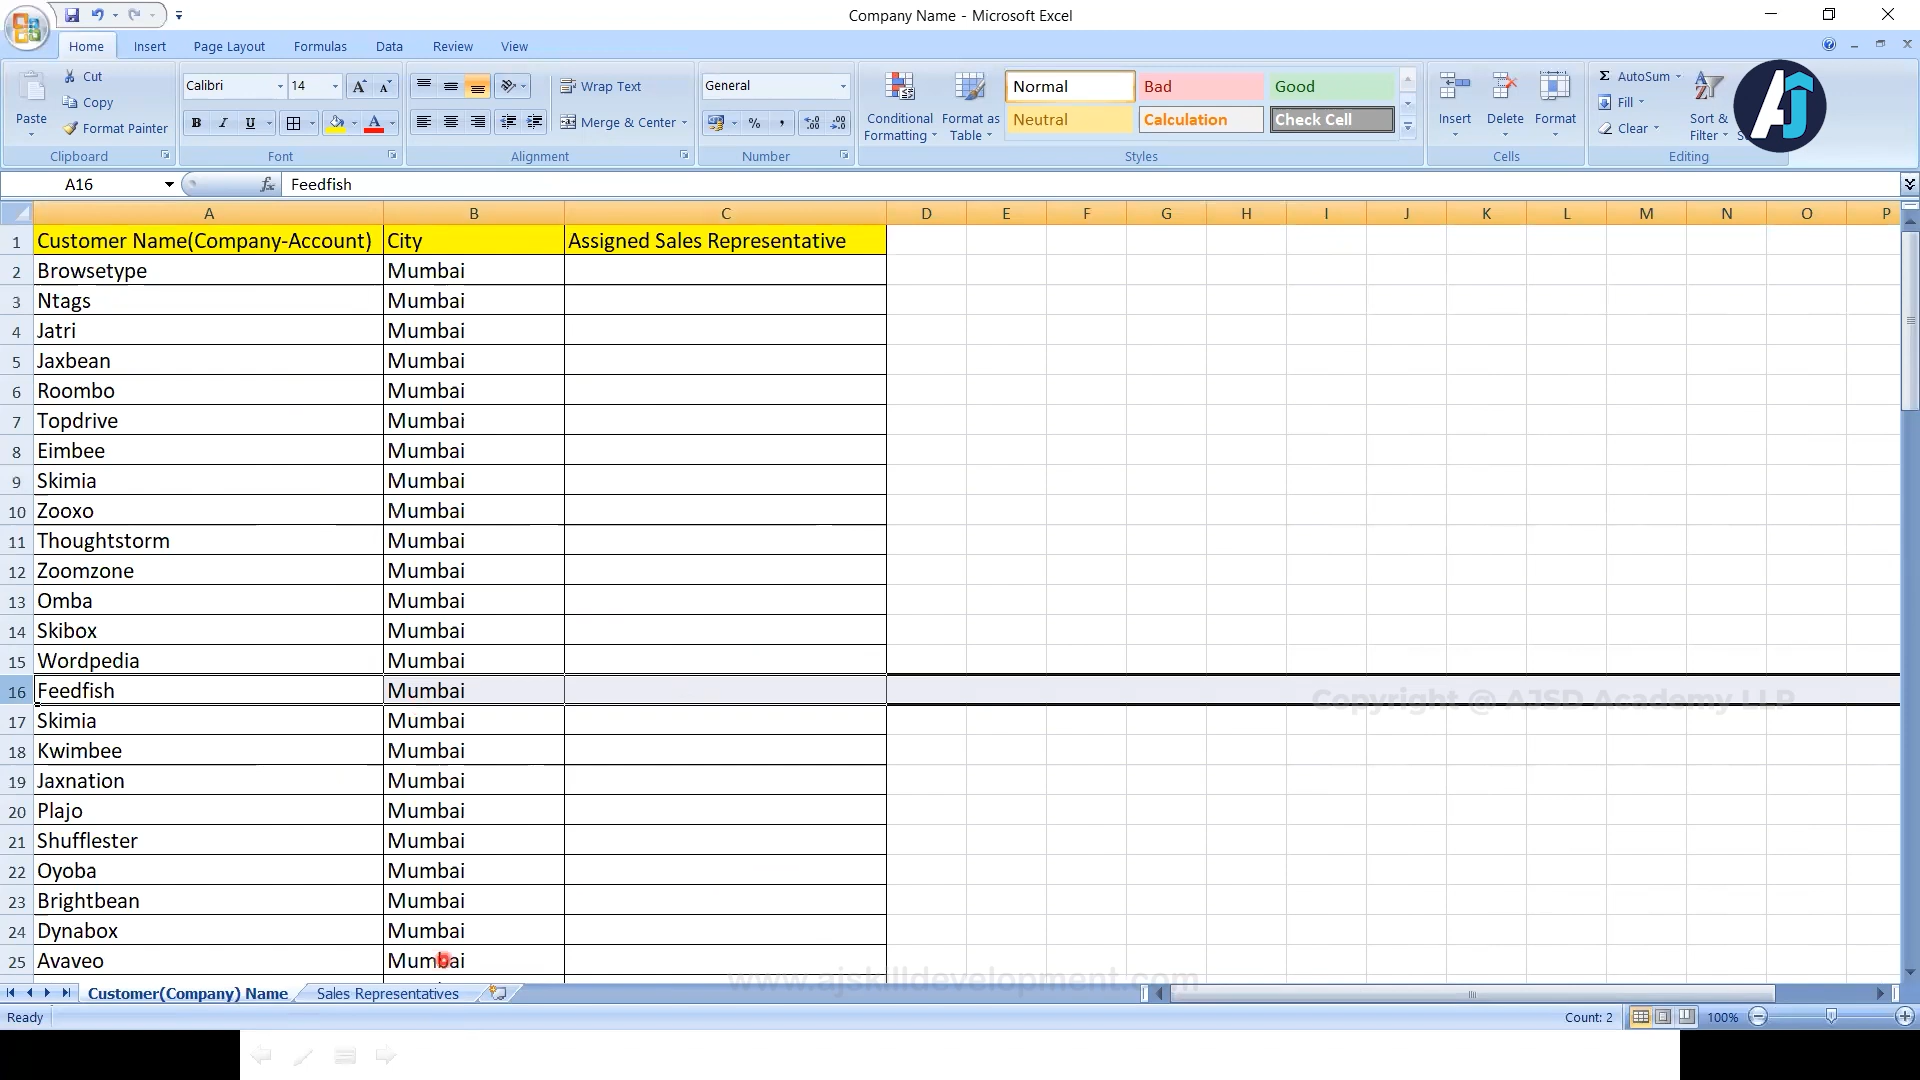 Company Name - Microsoft Excel
Home Insert Page Layout Formulas Data Review View
Paste
Cut
Copy
Format Painter
Clipboard
Calibri 14
B I U
Font
Wrap Text
Merge & Center
Alignment
General
Number
Conditional Formatting
Format as Table
Normal Bad Good
Neutral Calculation Check Cell
Styles
Insert Delete Format
Cells
AutoSum
Fill
Clear
Sort & Filter
Editing
AJ
A16 fx Feedfish
A B C D E F G H I J K L M N O P
1 Customer Name(Company-Account) City Assigned Sales Representative
2 Browsetype Mumbai
3 Ntags Mumbai
4 Jatri Mumbai
5 Jaxbean Mumbai
6 Roombo Mumbai
7 Topdrive Mumbai
8 Eimbee Mumbai
9 Skimia Mumbai
10 Zooxo Mumbai
11 Thoughtstorm Mumbai
12 Zoomzone Mumbai
13 Omba Mumbai
14 Skibox Mumbai
15 Wordpedia Mumbai
16 Feedfish Mumbai
Copyright @ AJSD Academy LLP
17 Skimia Mumbai
18 Kwimbee Mumbai
19 Jaxnation Mumbai
20 Plajo Mumbai
21 Shufflester Mumbai
22 Oyoba Mumbai
23 Brightbean Mumbai
24 Dynabox Mumbai
25 Avaveo Mumbai
www.ajskilldevelopment.com
Customer(Company) Name Sales Representatives
Ready Count: 2 100%